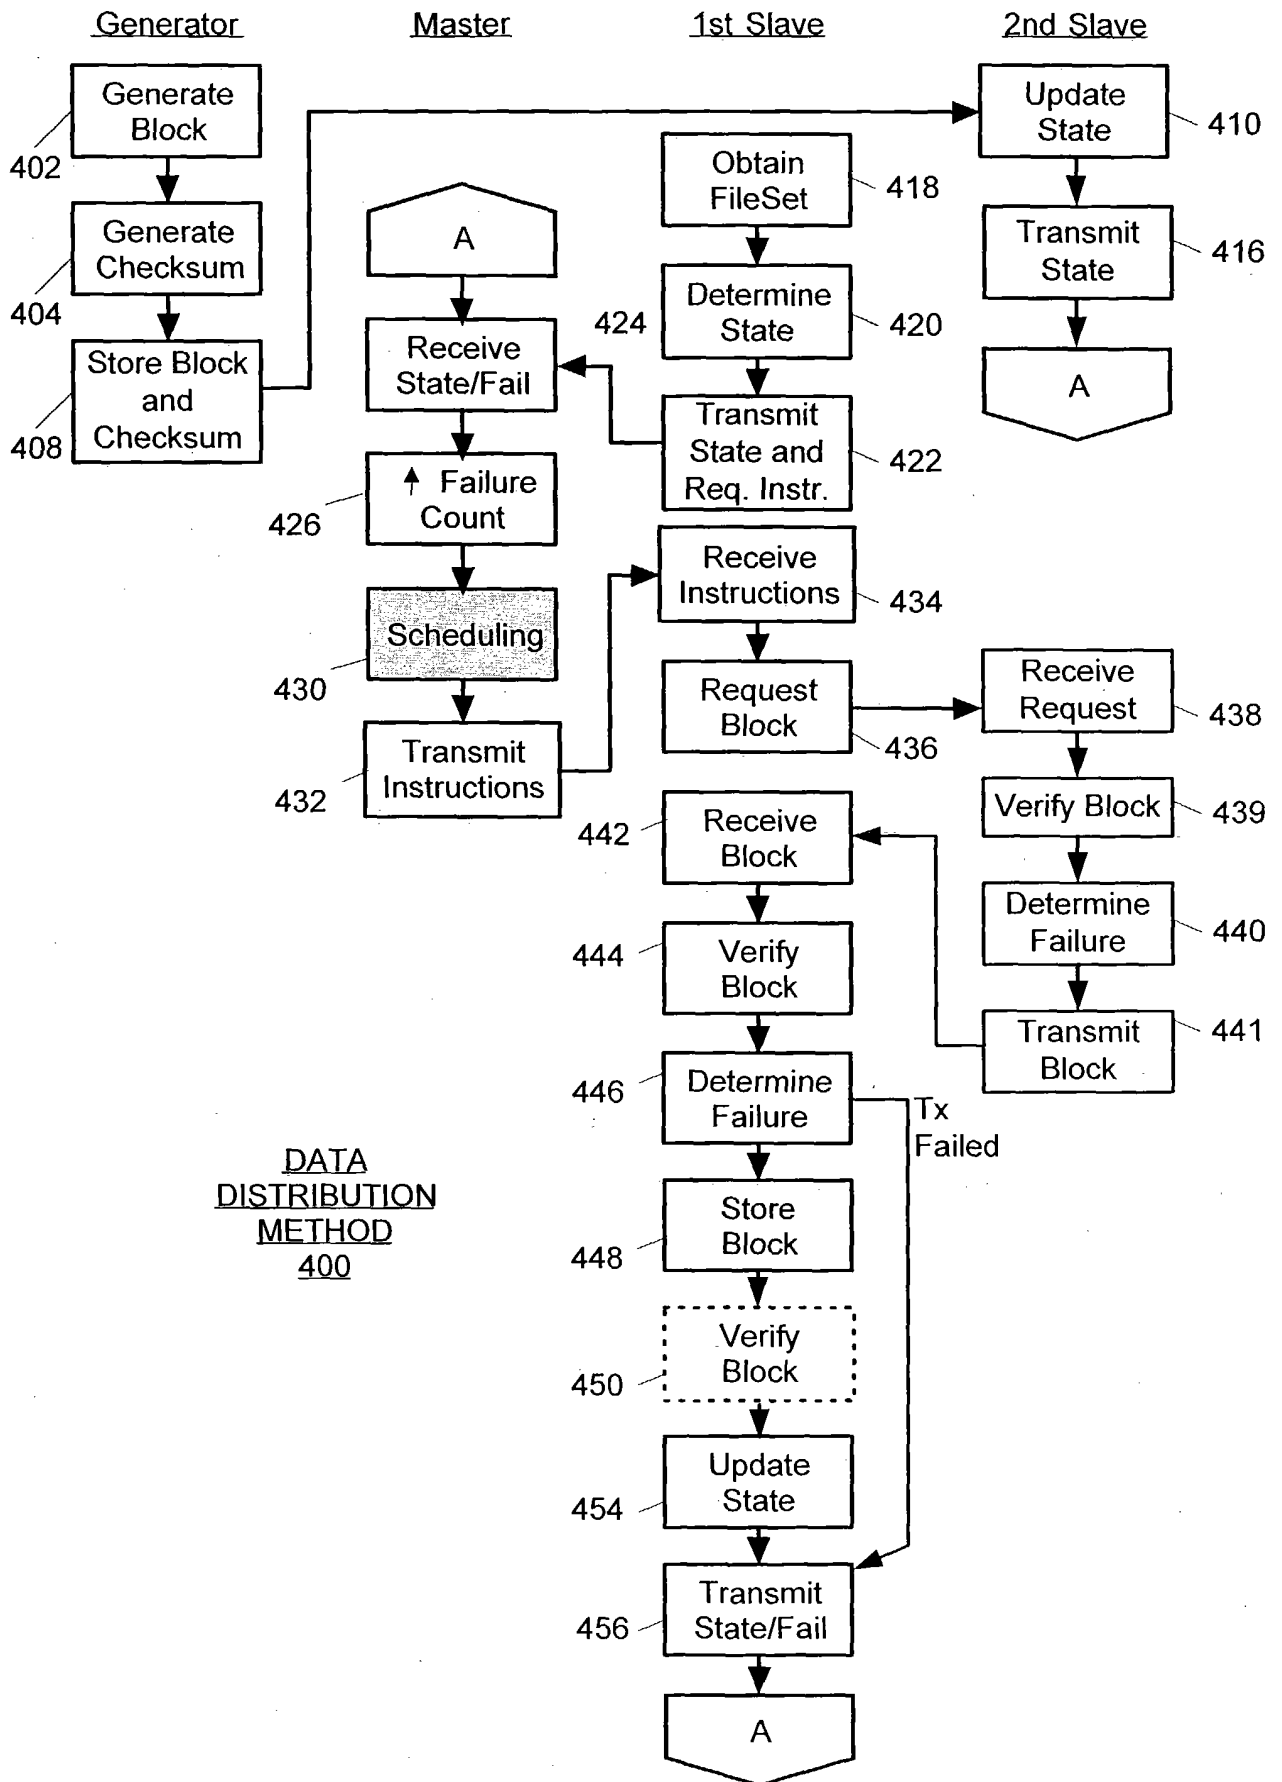 Generator
Master
1st Slave
2nd Slave
Generate
Block
402
Generate
Checksum
404
Store Block
and
Checksum
408
A
Receive
State/Fail
424
↑ Failure
Count
426
Scheduling
430
Transmit
Instructions
432
Obtain
FileSet
418
Determine
State
420
Transmit
State and
Req. Instr.
422
Receive
Instructions
434
Request
Block
436
Receive
Block
442
Verify
Block
444
Determine
Failure
446
Tx
Failed
Store
Block
448
Verify
Block
450
Update
State
454
Transmit
State/Fail
456
A
Update
State
410
Transmit
State
416
A
Receive
Request
438
Verify Block
439
Determine
Failure
440
Transmit
Block
441
DATA
DISTRIBUTION
METHOD
400